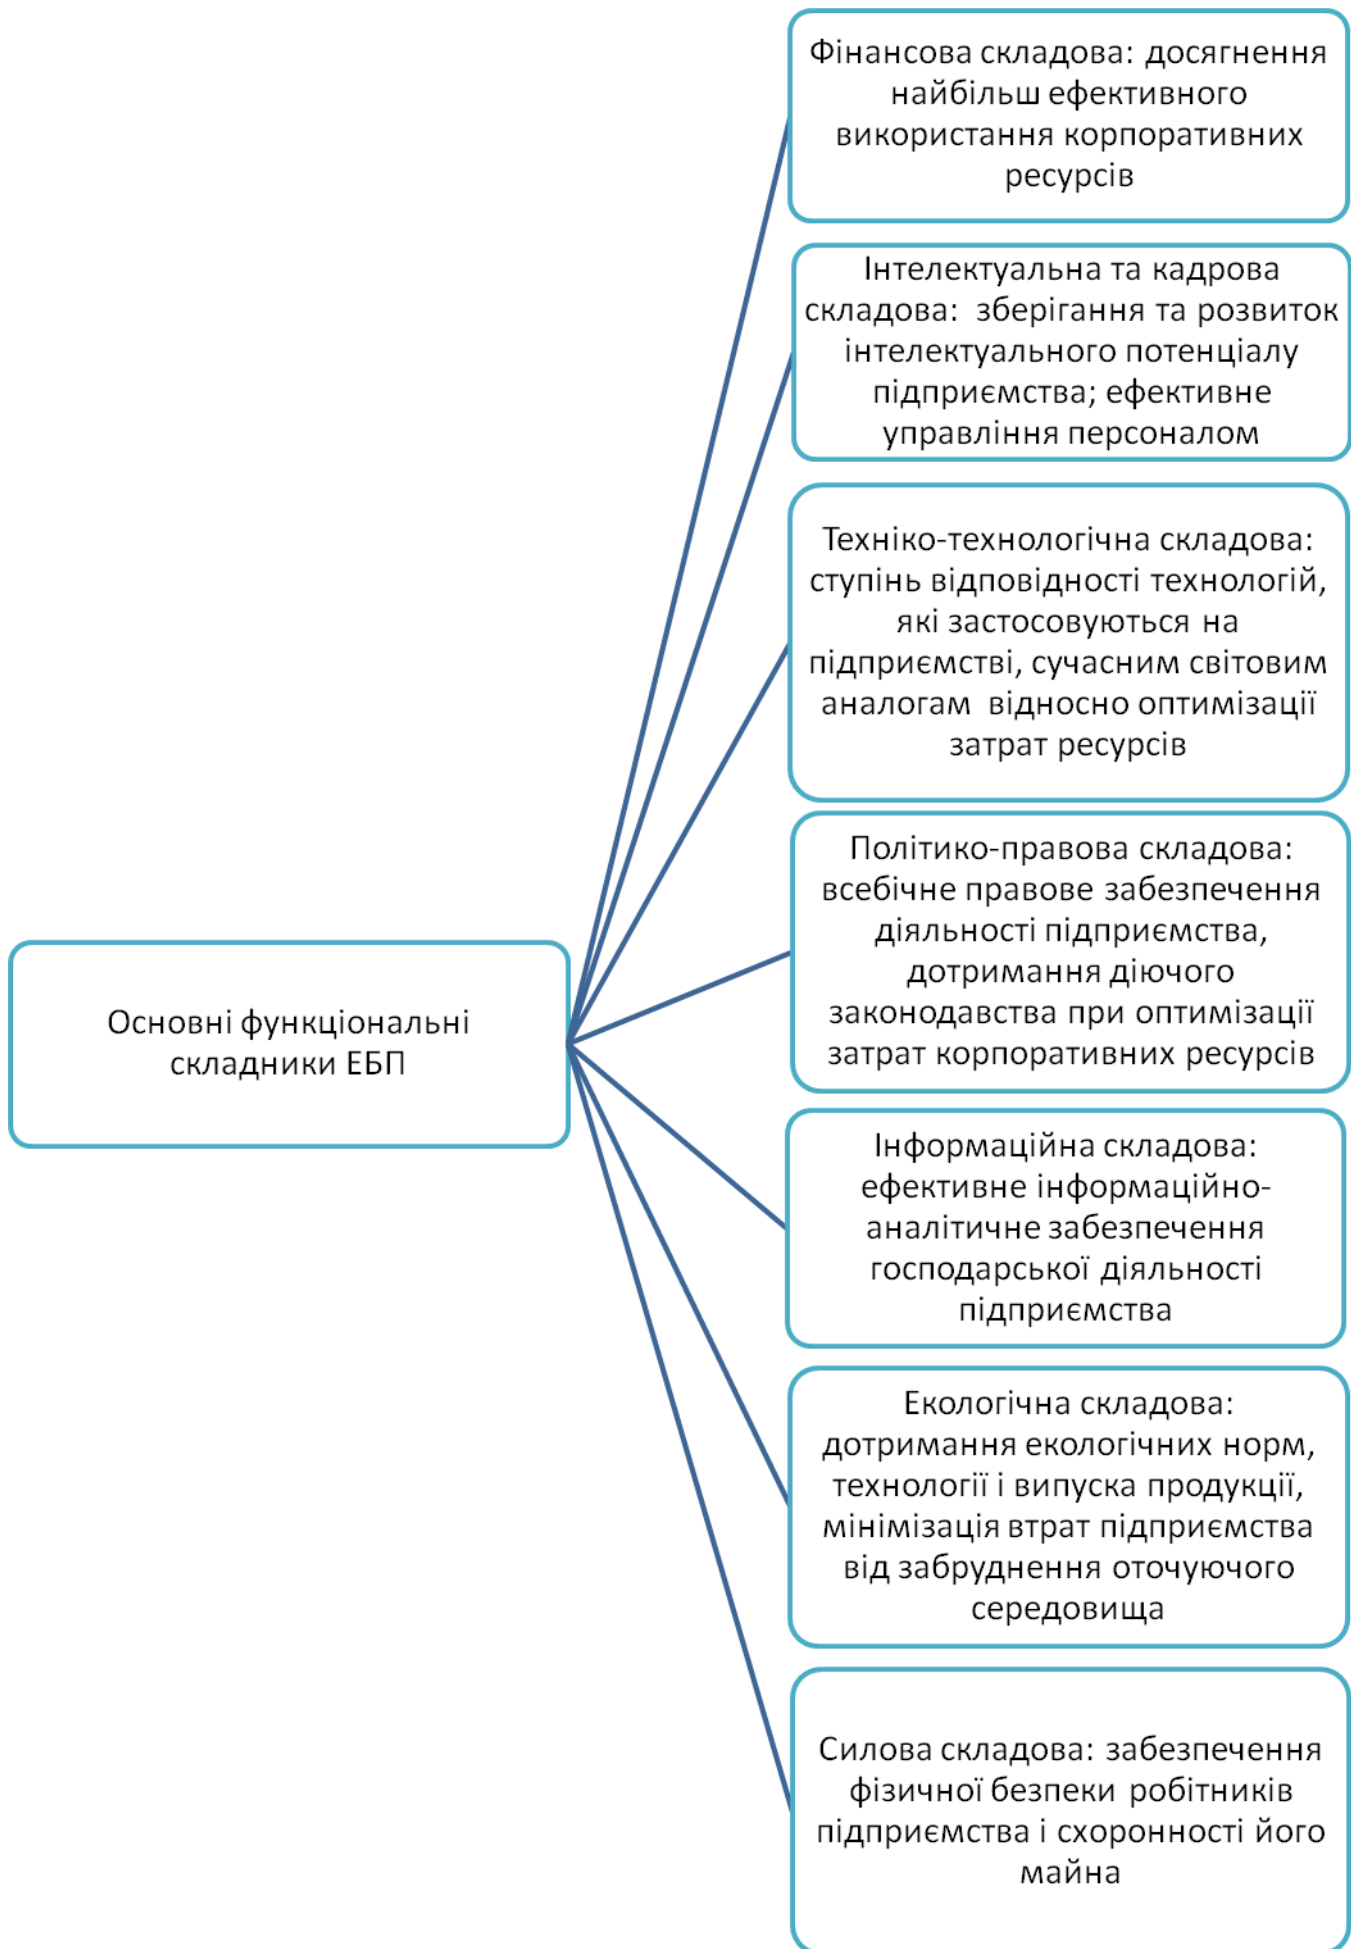 Фінансова складова: досягнення
найбільш ефективного
використання корпоративних
ресурсів
Інтелектуальна та кадрова
складова: зберігання та розвиток
інтелектуального потенціалу
підприємства; ефективне
управління персоналом
Техніко-технологічна складова:
ступінь відповідності технологій,
які застосовуються на
підприємстві, сучасним світовим
аналогам відносно оптимізації
затрат ресурсів
Політико-правова складова:
всебічне правове забезпечення
діяльності підприємства,
дотримання діючого
законодавства при оптимізації
затрат корпоративних ресурсів
Основні функціональні
складники ЕБП
Інформаційна складова:
ефективне інформаційно-
аналітичне забезпечення
господарської діяльності
підприємства
Екологічна складова:
дотримання екологічних норм,
технології і випуска продукції,
мінімізація втрат підприємства
від забруднення оточуючого
середовища
Силова складова: забезпечення
фізичної безпеки робітників
підприємства і схоронності його
майна